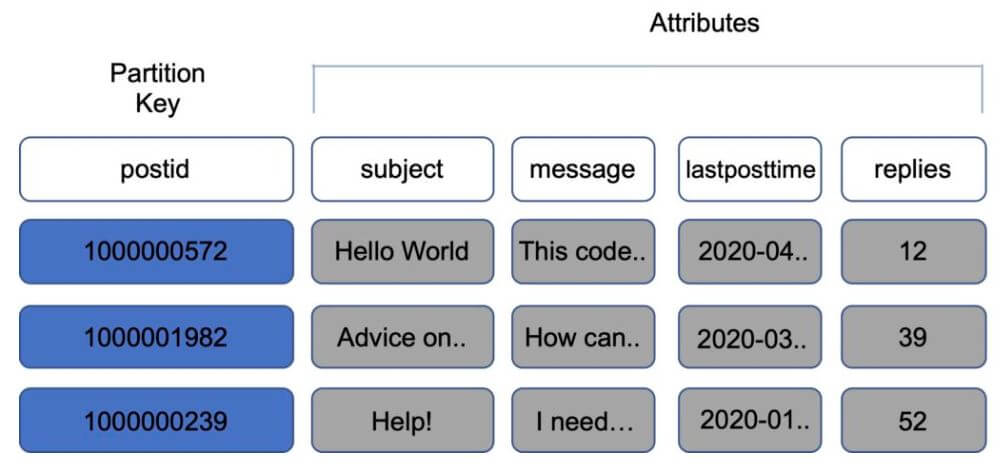 Attributes
Partition
Key
postid subject message lastposttime replies
1000000572 Hello World This code.. 2020-04.. 12
1000001982 Advice on.. How can.. 2020-03.. 39
1000000239 Help! I need... 2020-01.. 52